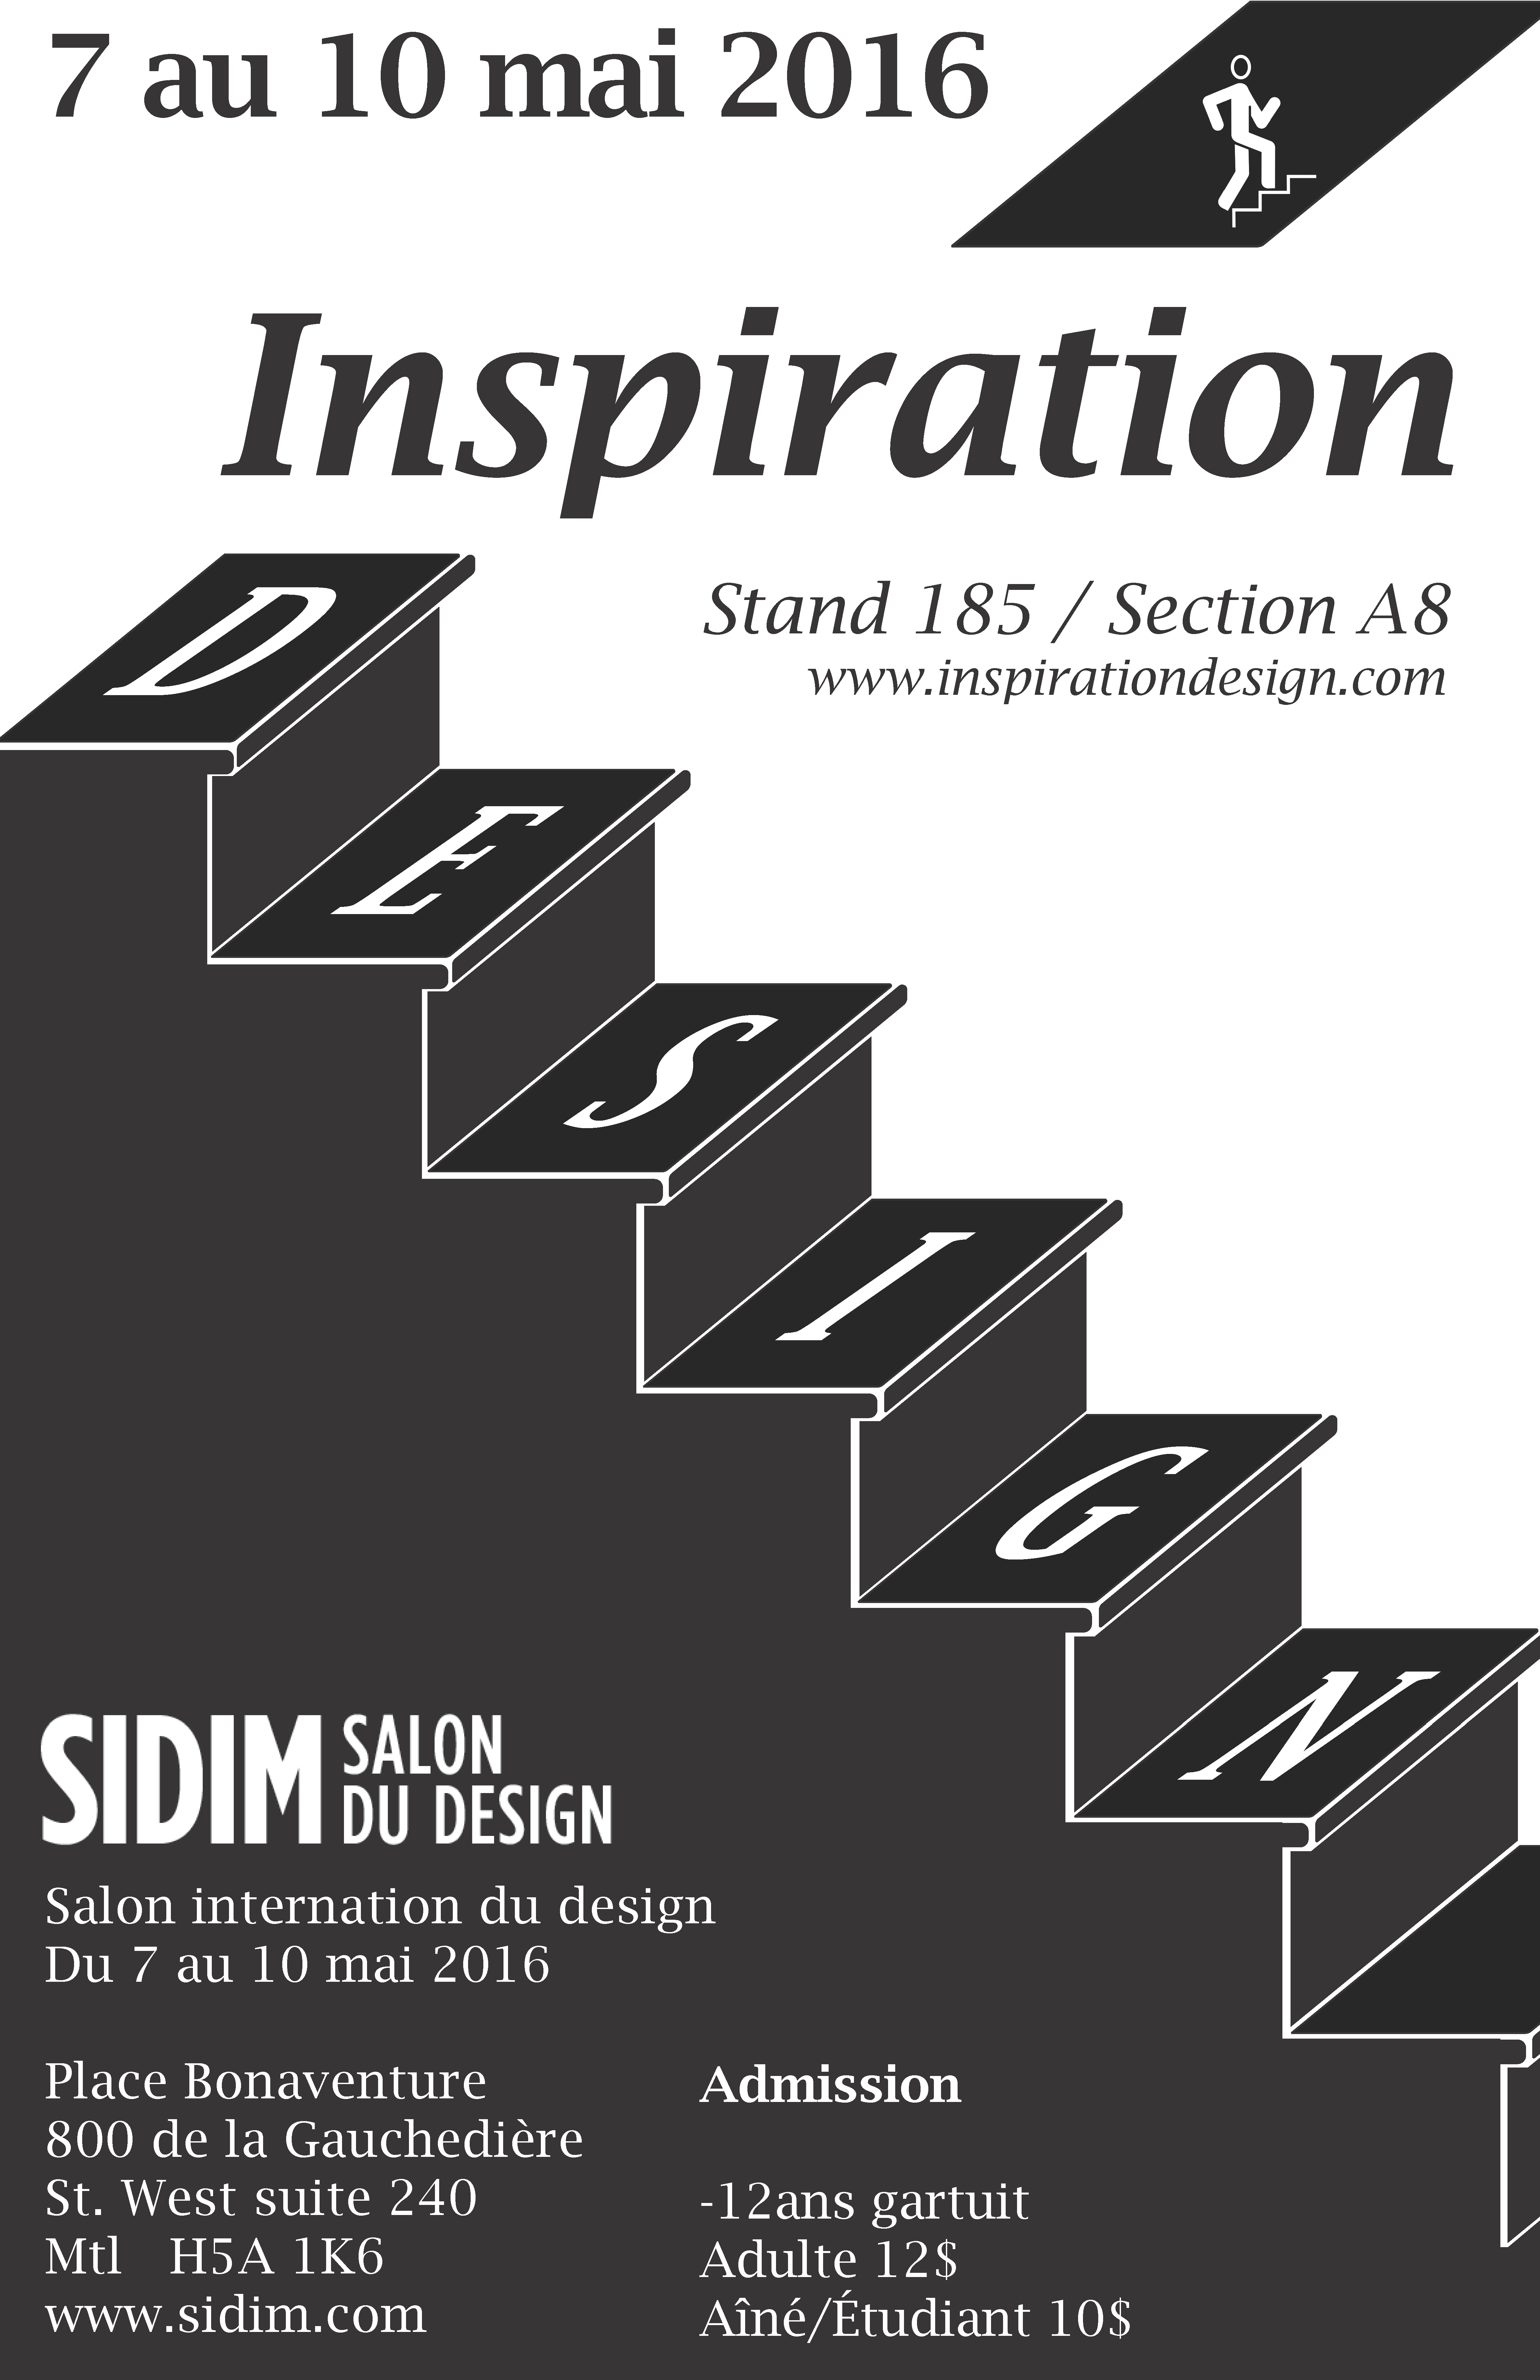 7 au 10 mai 2016
Inspiration
Stand 185 / Section A8
www.inspirationdesign.com
D
E
S
I
G
N
SIDIM SALON
DU DESIGN
Salon internation du design
Du 7 au 10 mai 2016
Place Bonaventure
800 de la Gauchedière
St. West suite 240
Mtl H5A 1K6
www.sidim.com
Admission
-12ans gartuit
Adulte 12$
Aîné/Étudiant 10$